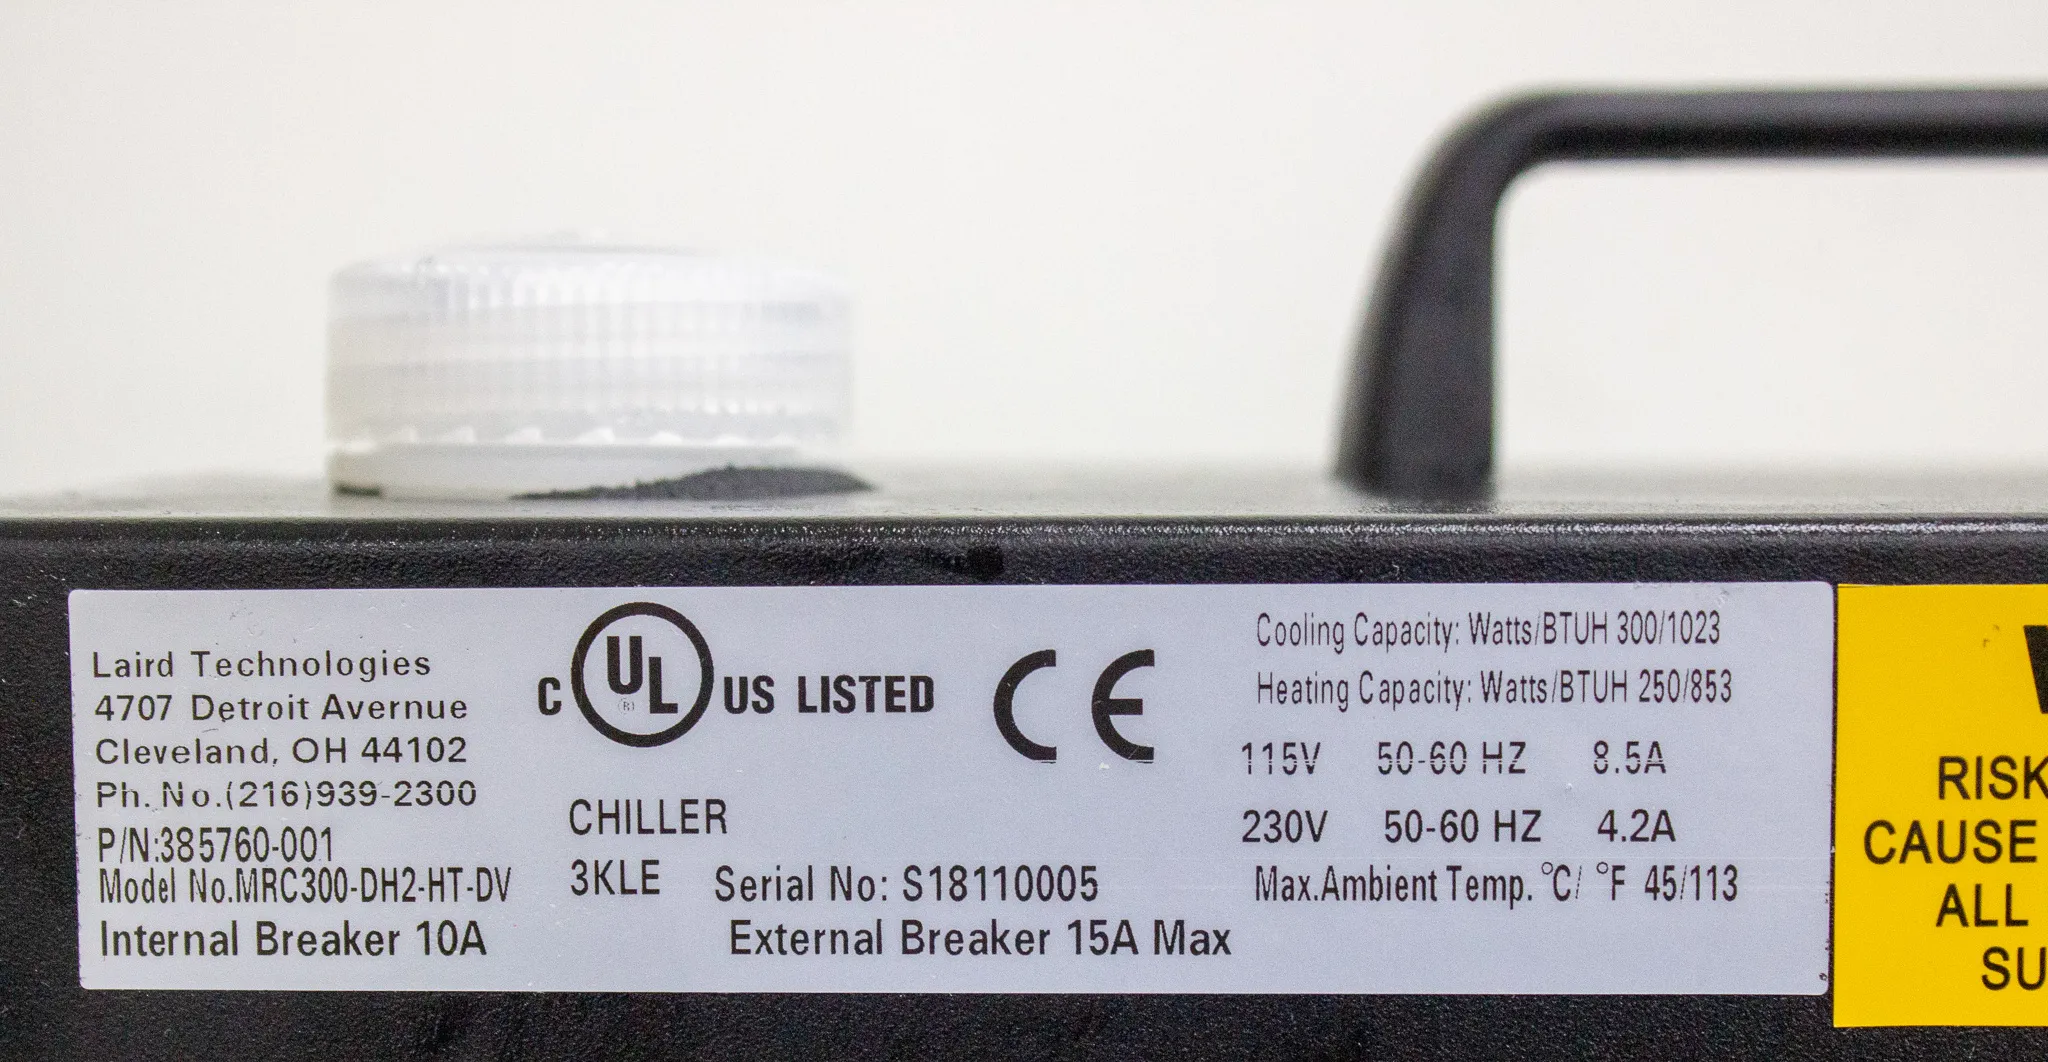 Laird Technologies
4707 Detroit Avernue
Cleveland, OH 44102
Ph. No.(216)939-2300
P/N:385760-001
Model No.MRC300-DH2-HT-DV
Internal Breaker 10A
C UL (R) US LISTED
CE
CHILLER
3KLE
Serial No: S18110005
External Breaker 15A Max
Cooling Capacity: Watts/BTUH 300/1023
Heating Capacity: Watts/BTUH 250/853
115V 50-60 HZ 8.5A
230V 50-60 HZ 4.2A
Max.Ambient Temp. °C/ °F 45/113
RISK
CAUSE
ALL